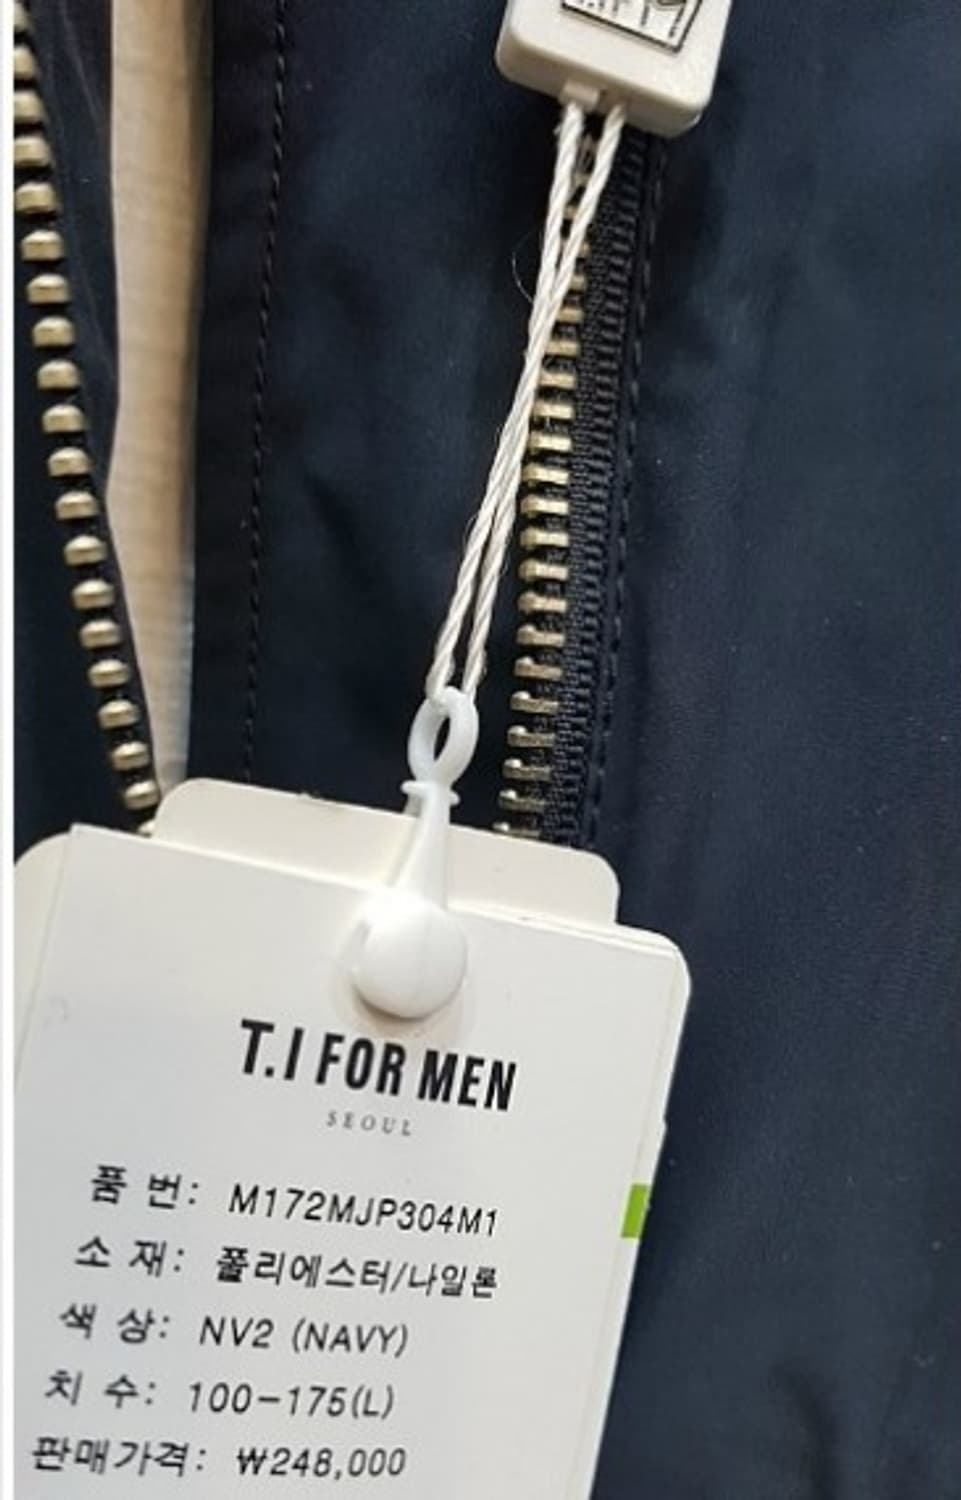 T.I FOR MEN
SEOUL
품 번: M172MJP304M1
소 재: 폴리에스터/나일론
색 상: NV2 (NAVY)
치 수: 100-175(L)
판매가격: ₩248,000